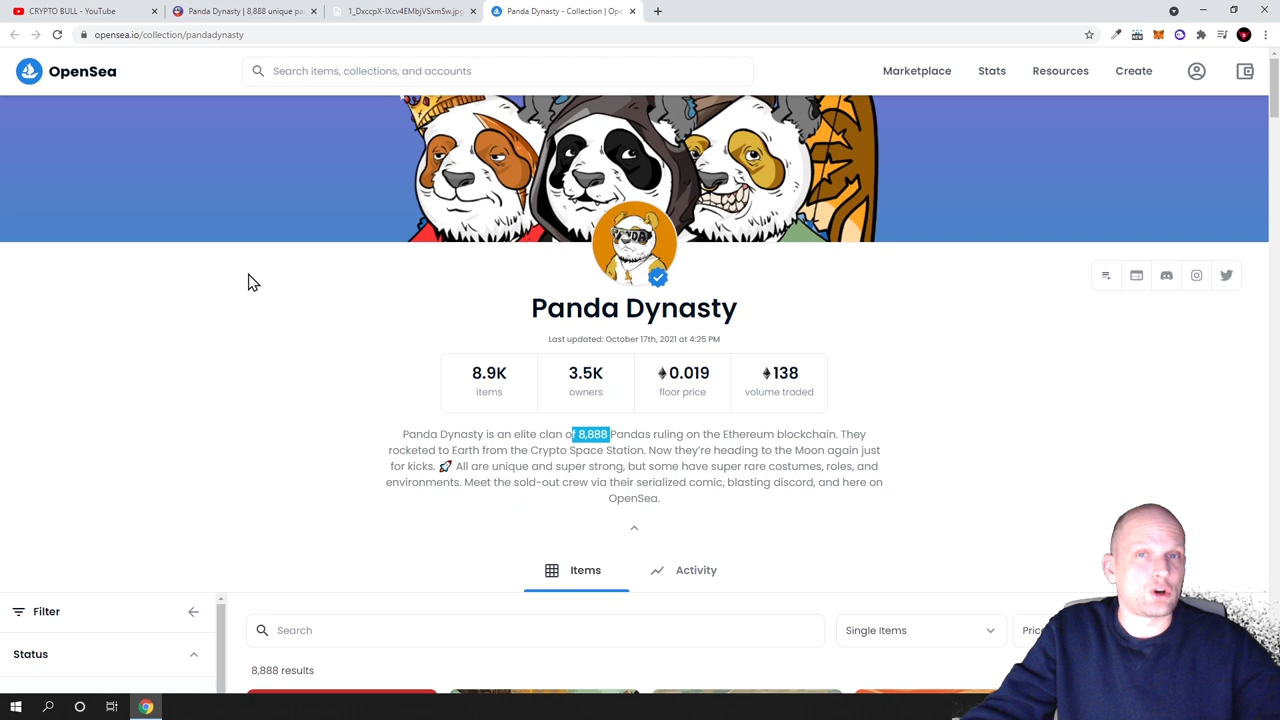 CRYPTO BULL - YouTube
Panda Dynasty | 8,888 unique pa
1_DxccpX-IXcv4EMbjVSxmSw.jpg
Panda Dynasty - Collection | Ope
opensea.io/collection/pandadynasty
OpenSea
Search items, collections, and accounts
Marketplace
Stats
Resources
Create
PANDA
Panda Dynasty
Last updated: October 17th, 2021 at 4:25 PM
8.9K
0.019
3.5K
138
items
owners
floor price
volume traded
Panda Dynasty is an elite clan of 8,888 Pandas ruling on the Ethereum blockchain. They
rocketed to Earth from the Crypto Space Station. Now they're heading to the Moon again just
for kicks. 🚀 All are unique and super strong, but some have super rare costumes, roles, and
environments. Meet the sold-out crew via their serialized comic, blasting discord, and here on
OpenSea.
Items
Activity
Filter
Search
Single Items
Status
8,888 results